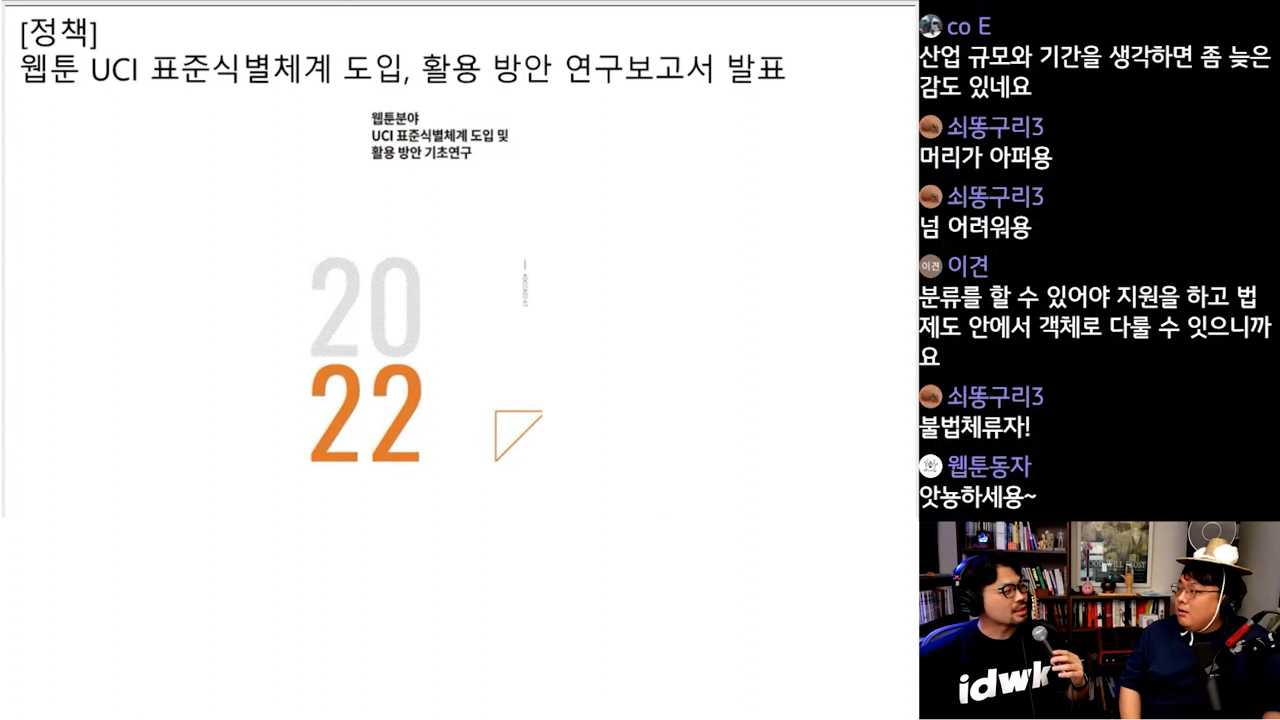 [정책]
웹툰 UCI 표준식별체계 도입, 활용 방안 연구보고서 발표
웹툰분야
UCI 표준식별체계 도입 및
활용 방안 기초연구
20
22
co E
산업 규모와 기간을 생각하면 좀 늦은
감도 있네요
쇠똥구리3
머리가 아퍼용
쇠똥구리3
넘 어려워용
이견
이견
분류를 할 수 있어야 지원을 하고 법
제도 안에서 객체로 다룰 수 잇으니까
요
쇠똥구리3
불법체류자!
웹툰동자
앗뇽하세용~
idwk